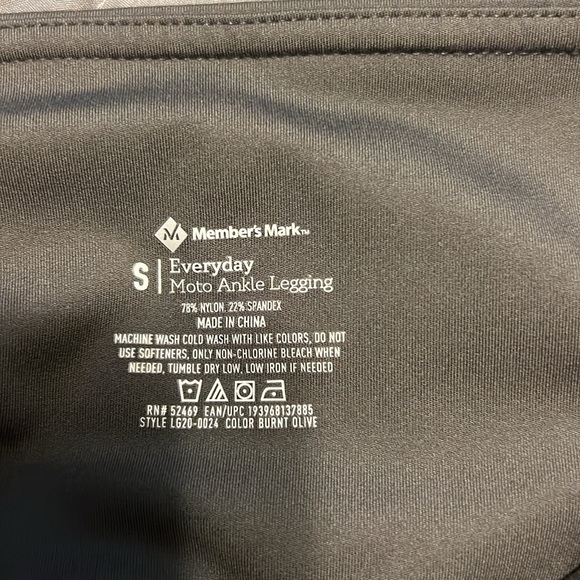 Member's Mark™
S | Everyday
Moto Ankle Legging
78% NYLON, 22% SPANDEX
MADE IN CHINA
MACHINE WASH COLD WASH WITH LIKE COLORS, DO NOT
USE SOFTENERS, ONLY NON-CHLORINE BLEACH WHEN
NEEDED, TUMBLE DRY LOW, LOW IRON IF NEEDED
RN# 52469 EAN/UPC 193968137885
STYLE LG20-0024 COLOR BURNT OLIVE